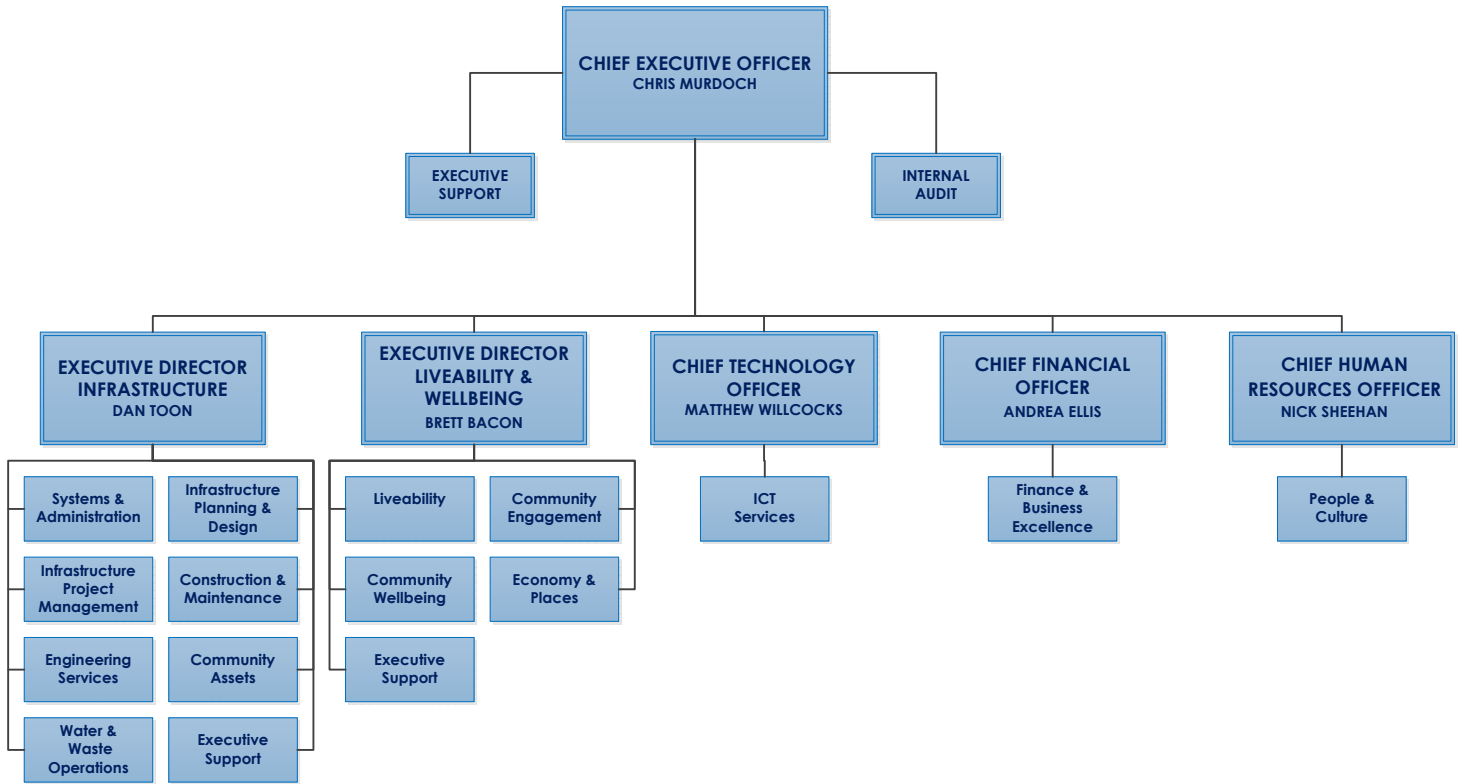 CHIEF EXECUTIVE OFFICER
CHRIS MURDOCH
EXECUTIVE
SUPPORT
INTERNAL
AUDIT
EXECUTIVE DIRECTOR
INFRASTRUCTURE
DAN TOON
EXECUTIVE DIRECTOR
LIVEABILITY &
WELLBEING
BRETT BACON
CHIEF TECHNOLOGY
OFFICER
MATTHEW WILLCOCKS
CHIEF FINANCIAL
OFFICER
ANDREA ELLIS
CHIEF HUMAN
RESOURCES OFFFICER
NICK SHEEHAN
Systems &
Administration
Infrastructure
Planning &
Design
Liveability
Community
Engagement
ICT
Services
Finance &
Business
Excellence
People &
Culture
Infrastructure
Project
Management
Construction &
Maintenance
Community
Wellbeing
Economy &
Places
Engineering
Services
Community
Assets
Executive
Support
Water &
Waste
Operations
Executive
Support